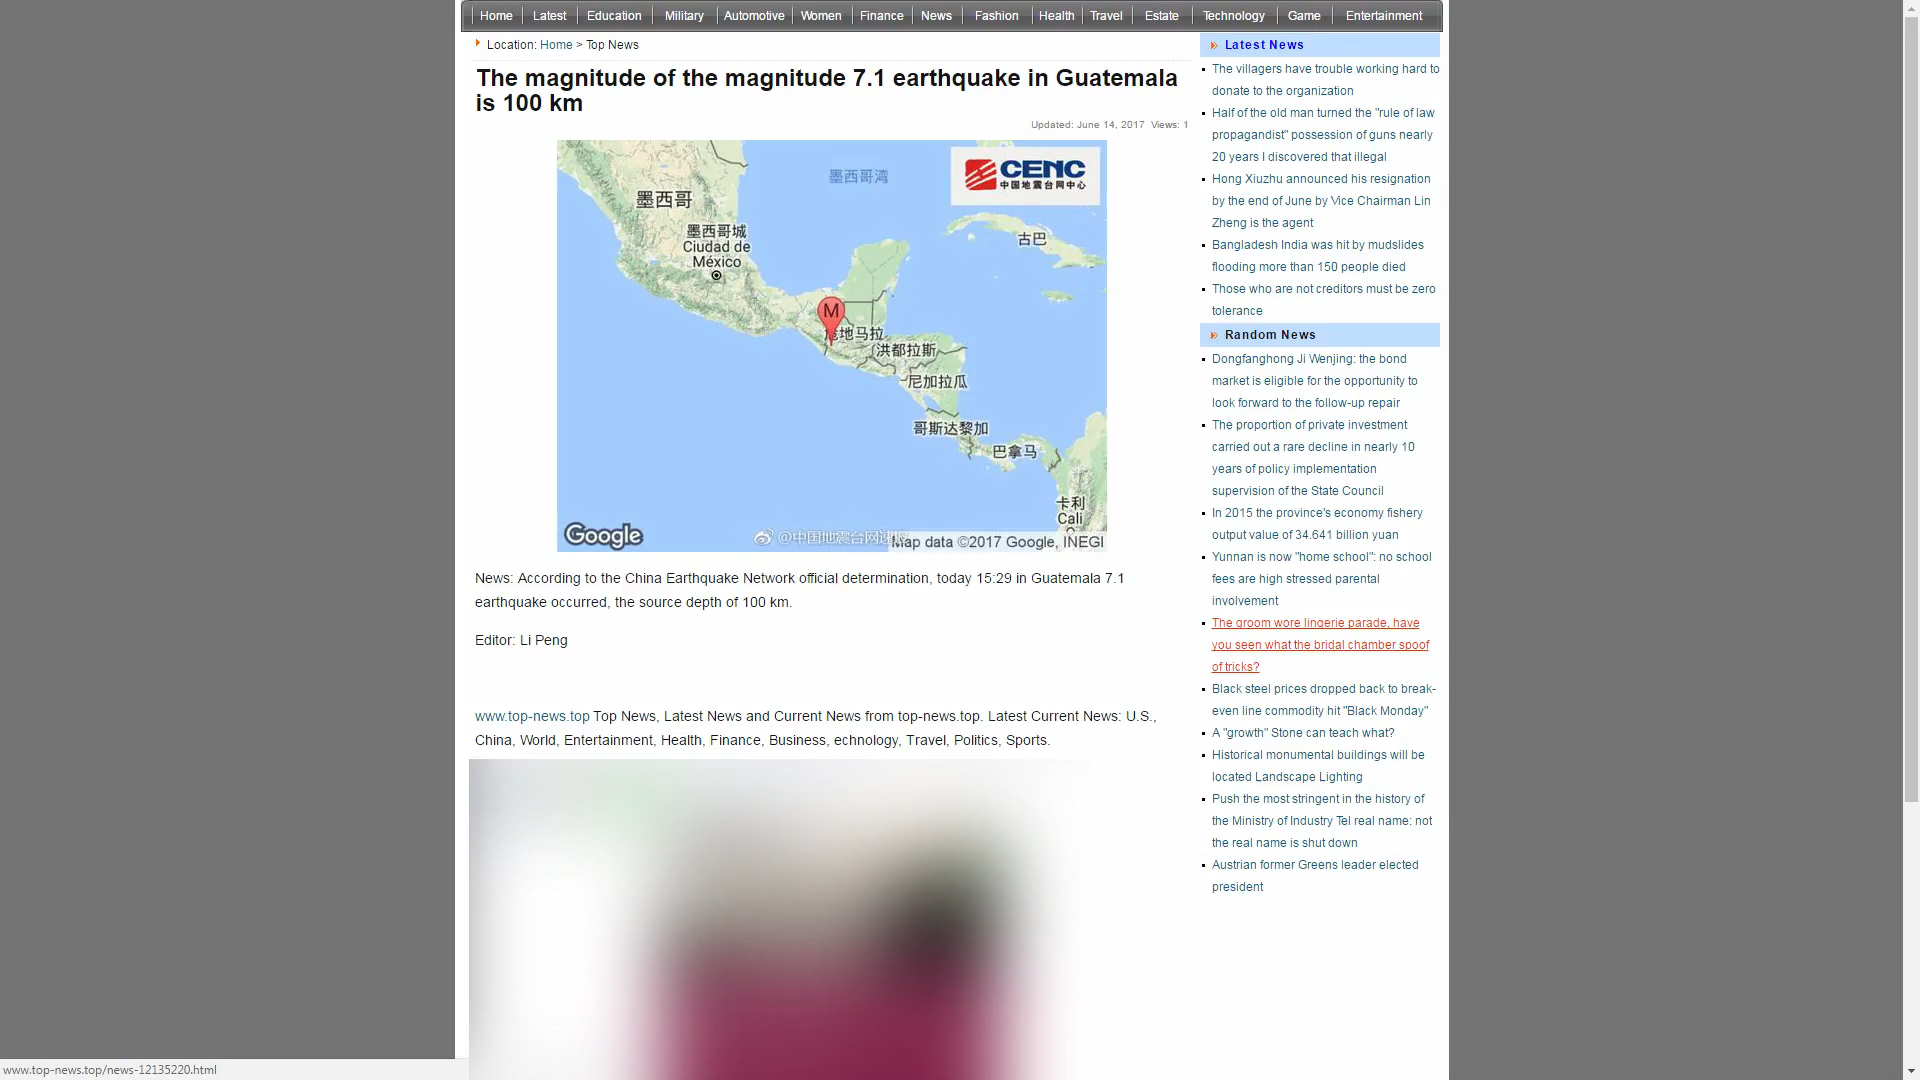 Home Latest Education Military Automotive Women Finance News Fashion Health Travel Estate Technology Game Entertainment
Location: Home > Top News
The magnitude of the magnitude 7.1 earthquake in Guatemala
is 100 km
Updated: June 14, 2017 Views: 1
CENC
中国地震台网中心
墨西哥湾
墨西哥
墨西哥城
Ciudad de
México
古巴
M
危地马拉
洪都拉斯
尼加拉瓜
哥斯达黎加
巴拿马
卡利
Cali
Google
@中国地震台网速报
Map data ©2017 Google, INEGI
News: According to the China Earthquake Network official determination, today 15:29 in Guatemala 7.1
earthquake occurred, the source depth of 100 km.
Editor: Li Peng
www.top-news.top Top News, Latest News and Current News from top-news.top. Latest Current News: U.S.,
China, World, Entertainment, Health, Finance, Business, echnology, Travel, Politics, Sports.
Latest News
The villagers have trouble working hard to
donate to the organization
Half of the old man turned the "rule of law
propagandist" possession of guns nearly
20 years I discovered that illegal
Hong Xiuzhu announced his resignation
by the end of June by Vice Chairman Lin
Zheng is the agent
Bangladesh India was hit by mudslides
flooding more than 150 people died
Those who are not creditors must be zero
tolerance
Random News
Dongfanghong Ji Wenjing: the bond
market is eligible for the opportunity to
look forward to the follow-up repair
The proportion of private investment
carried out a rare decline in nearly 10
years of policy implementation
supervision of the State Council
In 2015 the province's economy fishery
output value of 34.641 billion yuan
Yunnan is now "home school": no school
fees are high stressed parental
involvement
The groom wore lingerie parade, have
you seen what the bridal chamber spoof
of tricks?
Black steel prices dropped back to break-
even line commodity hit "Black Monday"
A "growth" Stone can teach what?
Historical monumental buildings will be
located Landscape Lighting
Push the most stringent in the history of
the Ministry of Industry Tel real name: not
the real name is shut down
Austrian former Greens leader elected
president
www.top-news.top/news-12135220.html